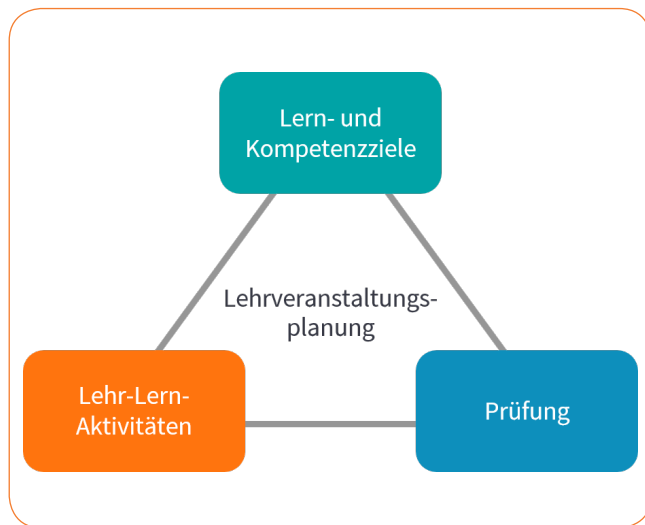 Lern- und
Kompetenzziele
Lehrveranstaltungs-
planung
Lehr-Lern-
Aktivitäten
Prüfung